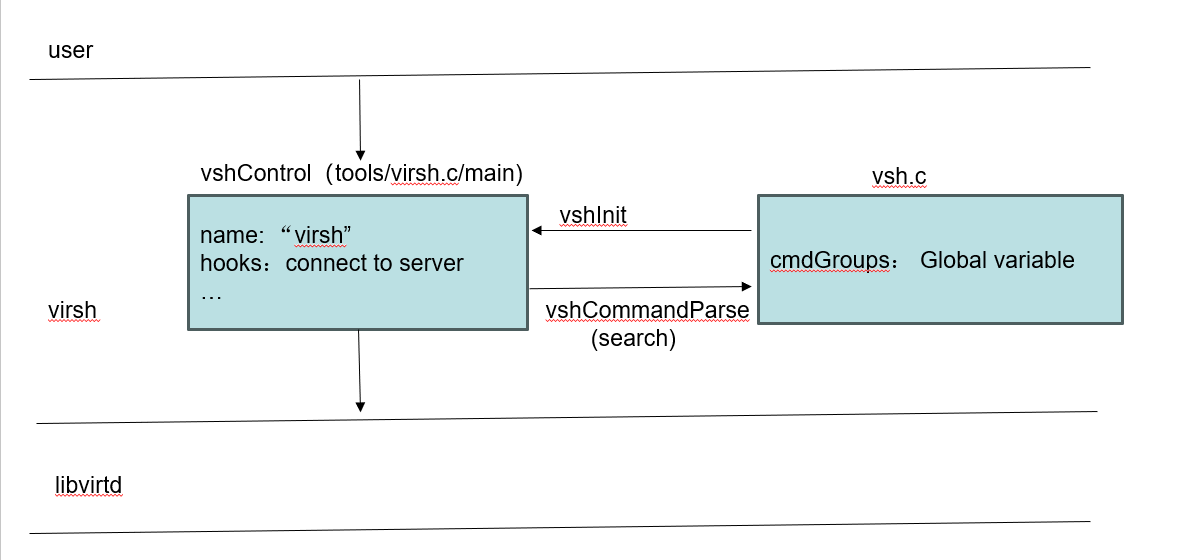 user
vshControl（tools/virsh.c/main）
vsh.c
name: “virsh”
hooks：connect to server
…
vshInit
cmdGroups： Global variable
virsh
vshCommandParse
(search)
libvirtd